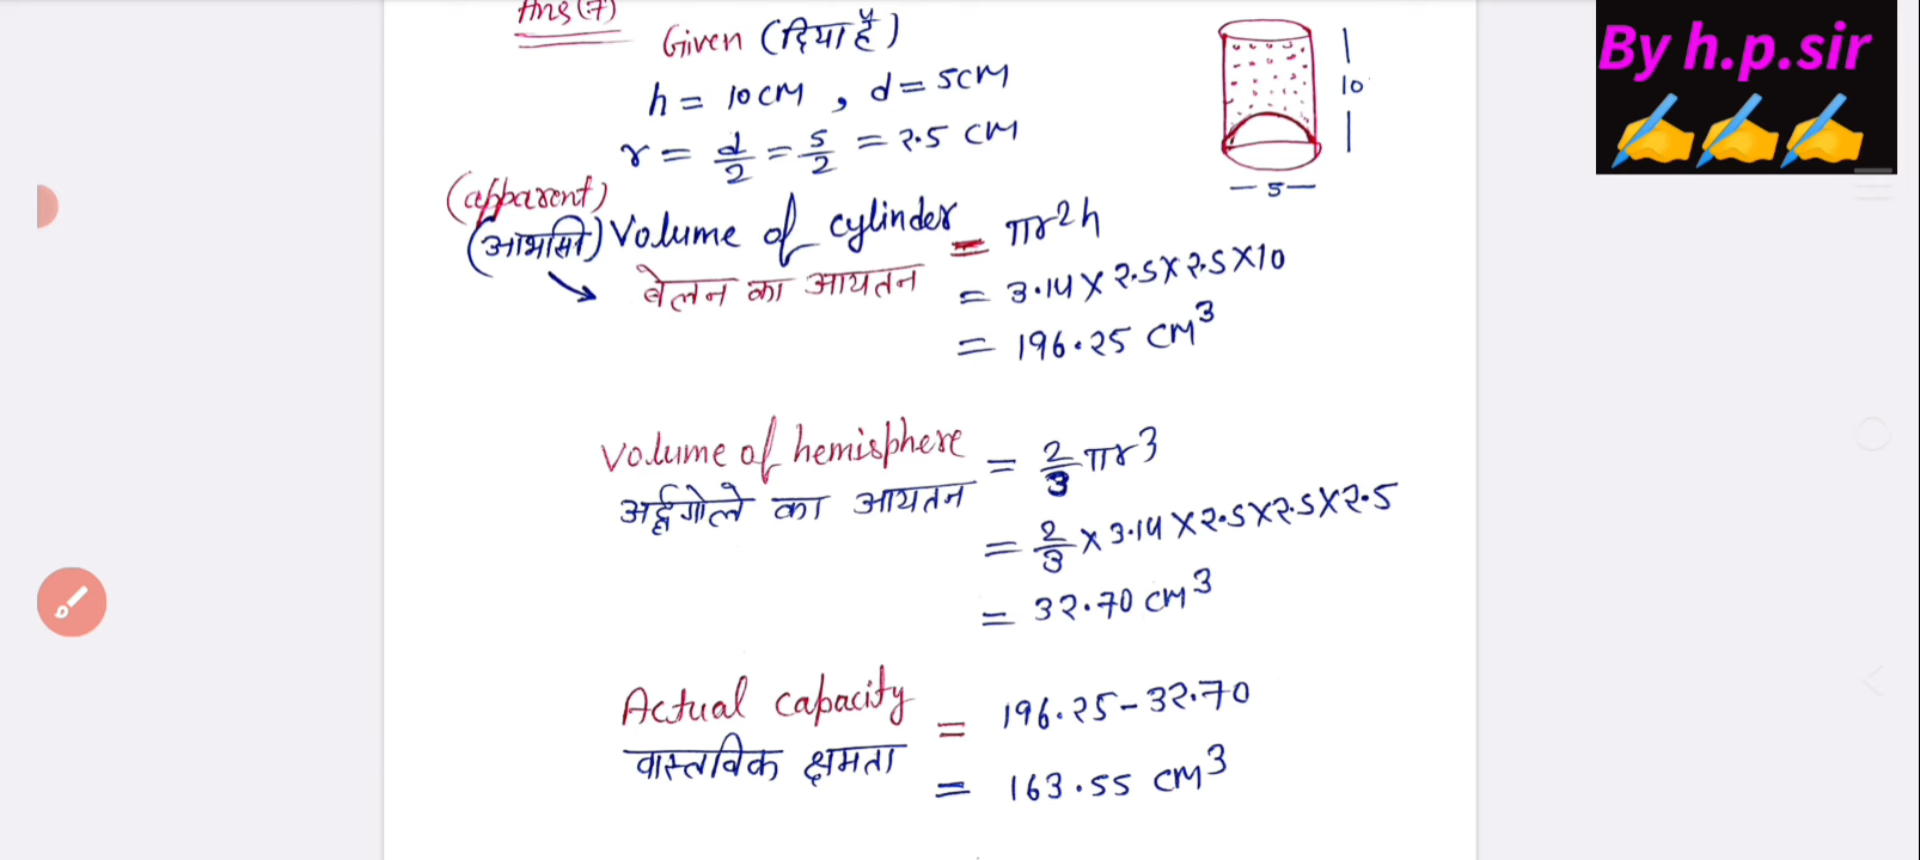 Ans (7)
Given (दिया है)
h = 10 cm , d = 5cm
r = d/2 = 5/2 = 2.5 cm
(apparent)
(आभासी) Volume of cylinder = πr2h
बेलन का आयतन = 3.14 X 2.5 X 2.5 X 10
= 196.25 cm3
Volume of hemisphere = 2/3 πr3
अर्द्धगोले का आयतन
= 2/3 x 3.14 X 2.5 X 2.5 X 2.5
= 32.70 cm3
Actual capacity = 196.25 - 32.70
वास्तविक क्षमता = 163.55 cm3
10
5
By h.p.sir